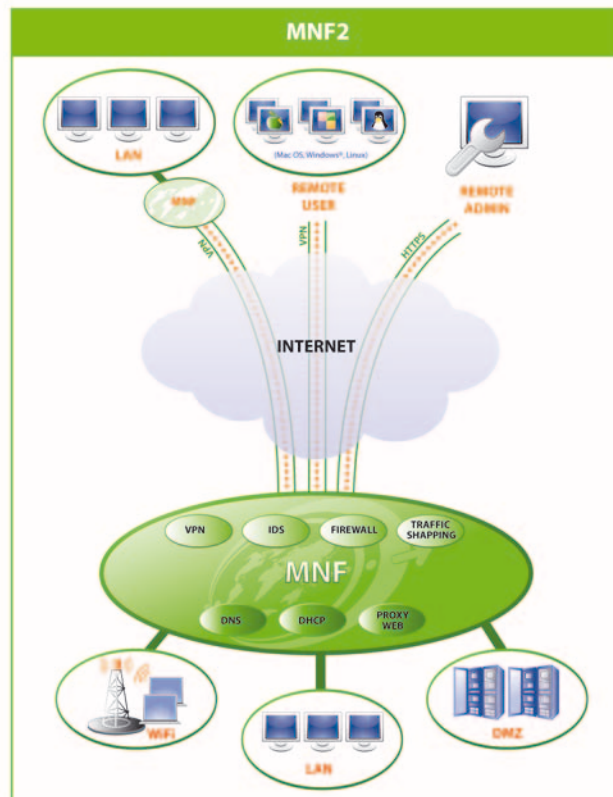 MNF2
LAN
(Mac OS, Windows®, Linux)
REMOTE
USER
REMOTE
ADMIN
MNF
VPN
VPN
HTTPS
INTERNET
VPN
IDS
FIREWALL
TRAFFIC
SHAPPING
MNF
DNS
DHCP
PROXY
WEB
WiFi
LAN
DMZ